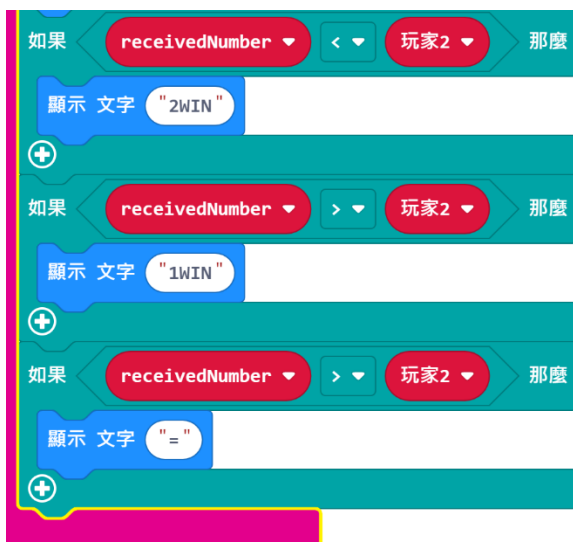 如果 receivedNumber < 玩家2 那麼
顯示 文字 "2WIN"
如果 receivedNumber > 玩家2 那麼
顯示 文字 "1WIN"
如果 receivedNumber > 玩家2 那麼
顯示 文字 "="